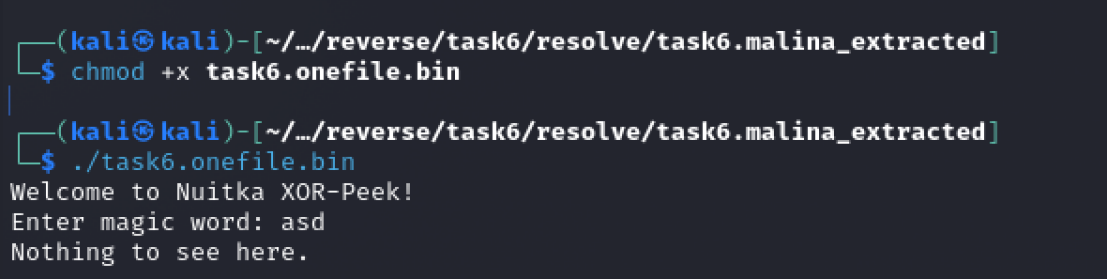 ┌──(kali㉿kali)-[~/…/reverse/task6/resolve/task6.malina_extracted]
└─$ chmod +x task6.onefile.bin
┌──(kali㉿kali)-[~/…/reverse/task6/resolve/task6.malina_extracted]
└─$ ./task6.onefile.bin
Welcome to Nuitka XOR-Peek!
Enter magic word: asd
Nothing to see here.